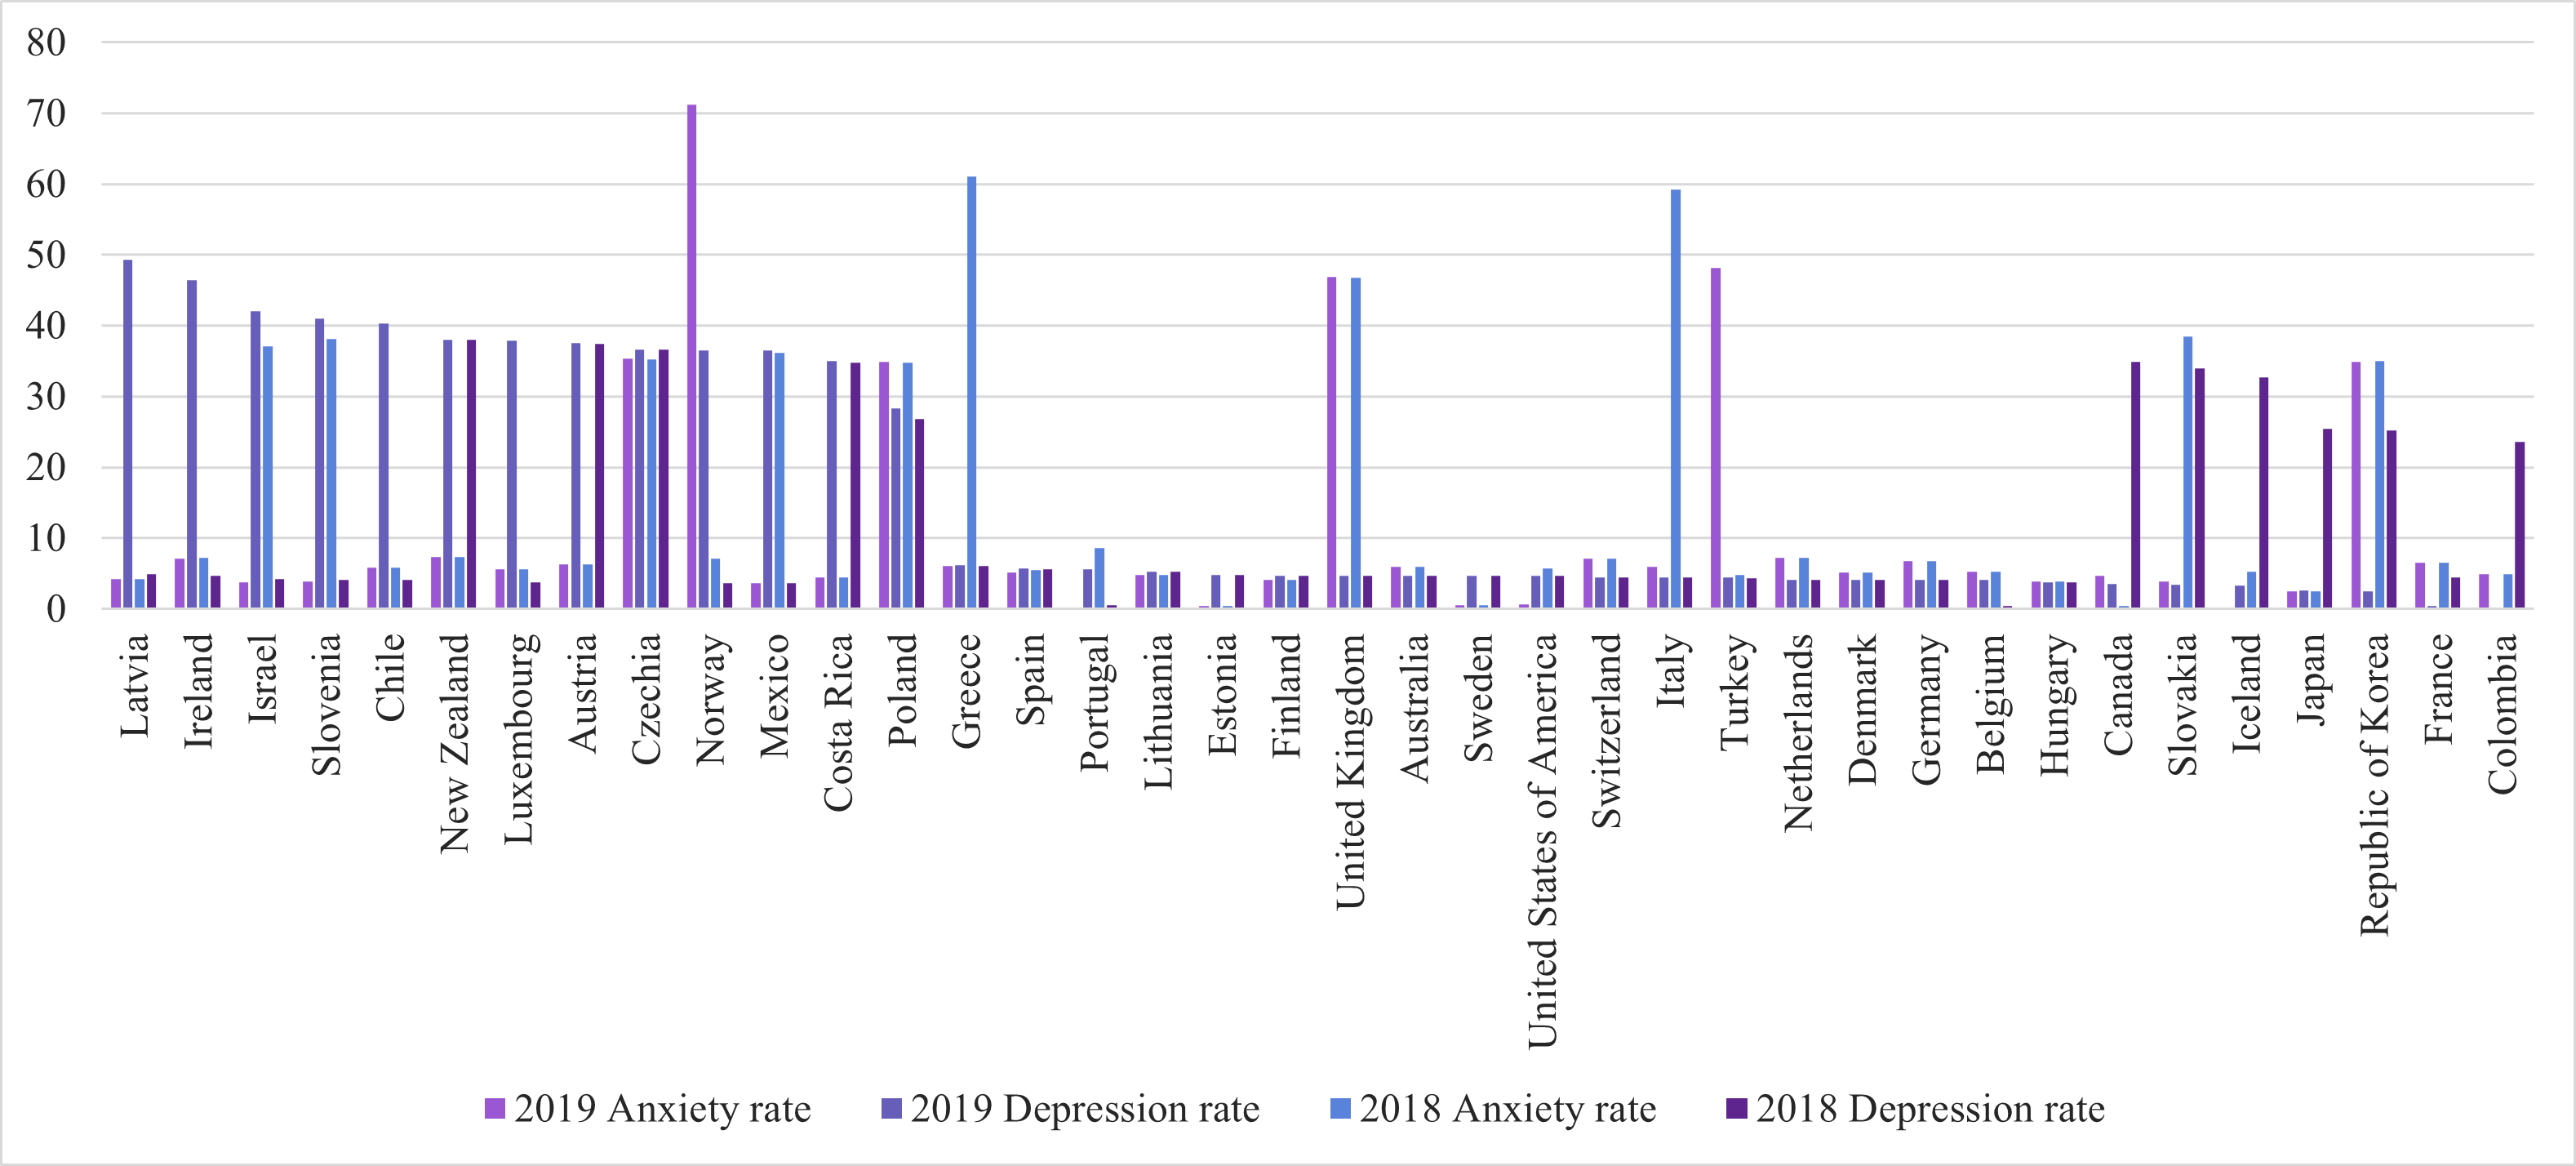 80
70
60
50
40
30
20
10
0
Latvia
Ireland
Israel
Slovenia
Chile
New Zealand
Luxembourg
Austria
Czechia
Norway
Mexico
Costa Rica
Poland
Greece
Spain
Portugal
Lithuania
Estonia
Finland
United Kingdom
Australia
Sweden
United States of America
Switzerland
Italy
Turkey
Netherlands
Denmark
Germany
Belgium
Hungary
Canada
Slovakia
Iceland
Japan
Republic of Korea
France
Colombia
2019 Anxiety rate
2019 Depression rate
2018 Anxiety rate
2018 Depression rate